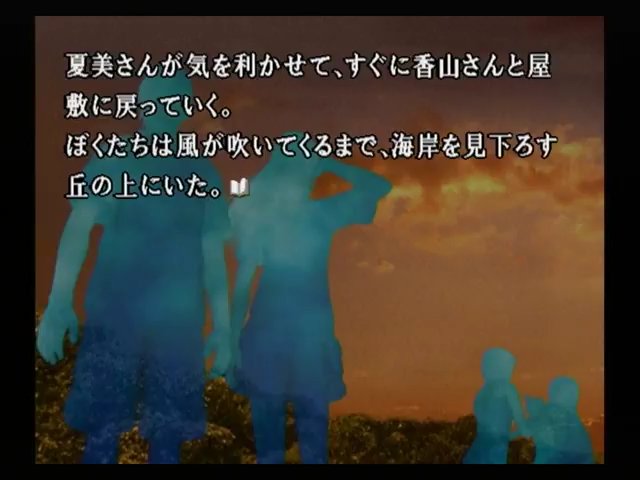 夏美さんが気を利かせて、すぐに香山さんと屋
敷に戻っていく。
ぼくたちは風が吹いてくるまで、海岸を見下ろす
丘の上にいた。